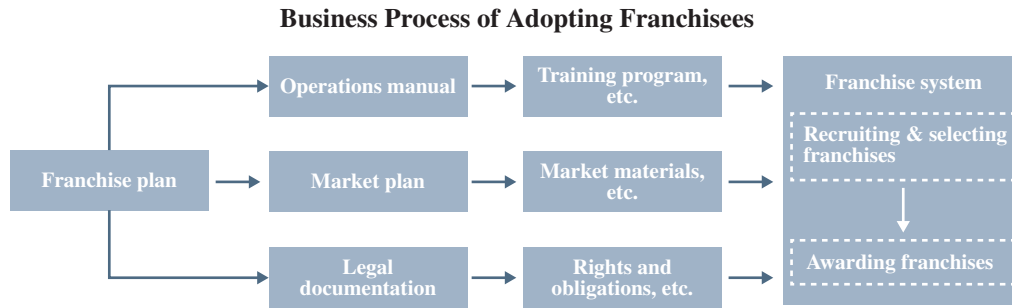 Business Process of Adopting Franchisees
Operations manual
Training program,
etc.
Franchise system
Recruiting & selecting
franchises
Franchise plan
Market plan
Market materials,
etc.
Legal
documentation
Rights and
obligations, etc.
Awarding franchises